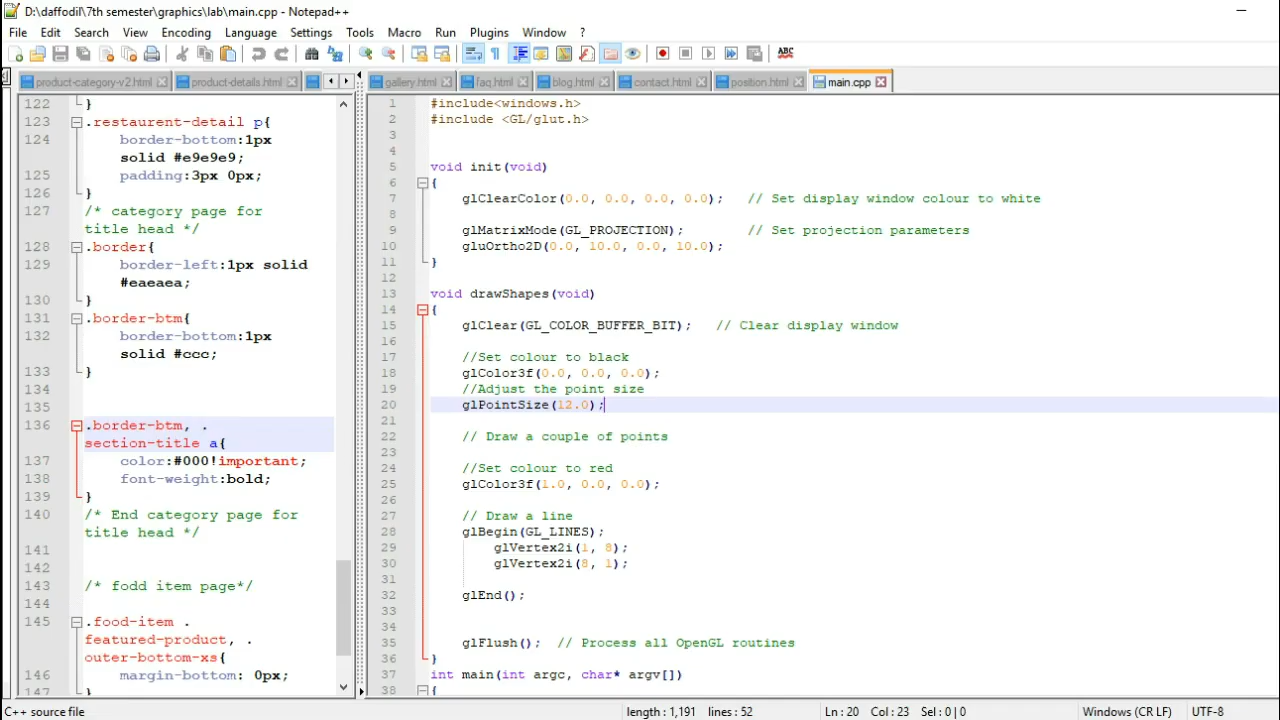 D:\daffodil\7th semester\graphics\lab\main.cpp - Notepad++
File Edit Search View Encoding Language Settings Tools Macro Run Plugins Window ?
product-category-v2.html product-details.html gallery.html faq.html blog.html contact.html position.html main.cpp
122 }
123 .restaurent-detail p{
124 border-bottom:1px
solid #e9e9e9;
125 padding:3px 0px;
126 }
127 /* category page for
title head */
128 .border{
129 border-left:1px solid
#eaeaea;
130 }
131 .border-btm{
132 border-bottom:1px
solid #ccc;
133 }
134
135
136 .border-btm, .
section-title a{
137 color:#000!important;
138 font-weight:bold;
139 }
140 /* End category page for
title head */
141
142
143 /* fodd item page*/
144
145 .food-item .
featured-product, .
outer-bottom-xs{
146 margin-bottom: 0px;
147 }
1 #include<windows.h>
2 #include <GL/glut.h>
3
4
5 void init(void)
6 {
7 glClearColor(0.0, 0.0, 0.0, 0.0); // Set display window colour to white
8
9 glMatrixMode(GL_PROJECTION); // Set projection parameters
10 gluOrtho2D(0.0, 10.0, 0.0, 10.0);
11 }
12
13 void drawShapes(void)
14 {
15 glClear(GL_COLOR_BUFFER_BIT); // Clear display window
16
17 //Set colour to black
18 glColor3f(0.0, 0.0, 0.0);
19 //Adjust the point size
20 glPointSize(12.0);
21
22 // Draw a couple of points
23
24 //Set colour to red
25 glColor3f(1.0, 0.0, 0.0);
26
27 // Draw a line
28 glBegin(GL_LINES);
29 glVertex2i(1, 8);
30 glVertex2i(8, 1);
31
32 glEnd();
33
34
35 glFlush(); // Process all OpenGL routines
36 }
37 int main(int argc, char* argv[])
38 {
C++ source file length : 1,191 lines : 52 Ln : 20 Col : 23 Sel : 0 | 0 Windows (CR LF) UTF-8